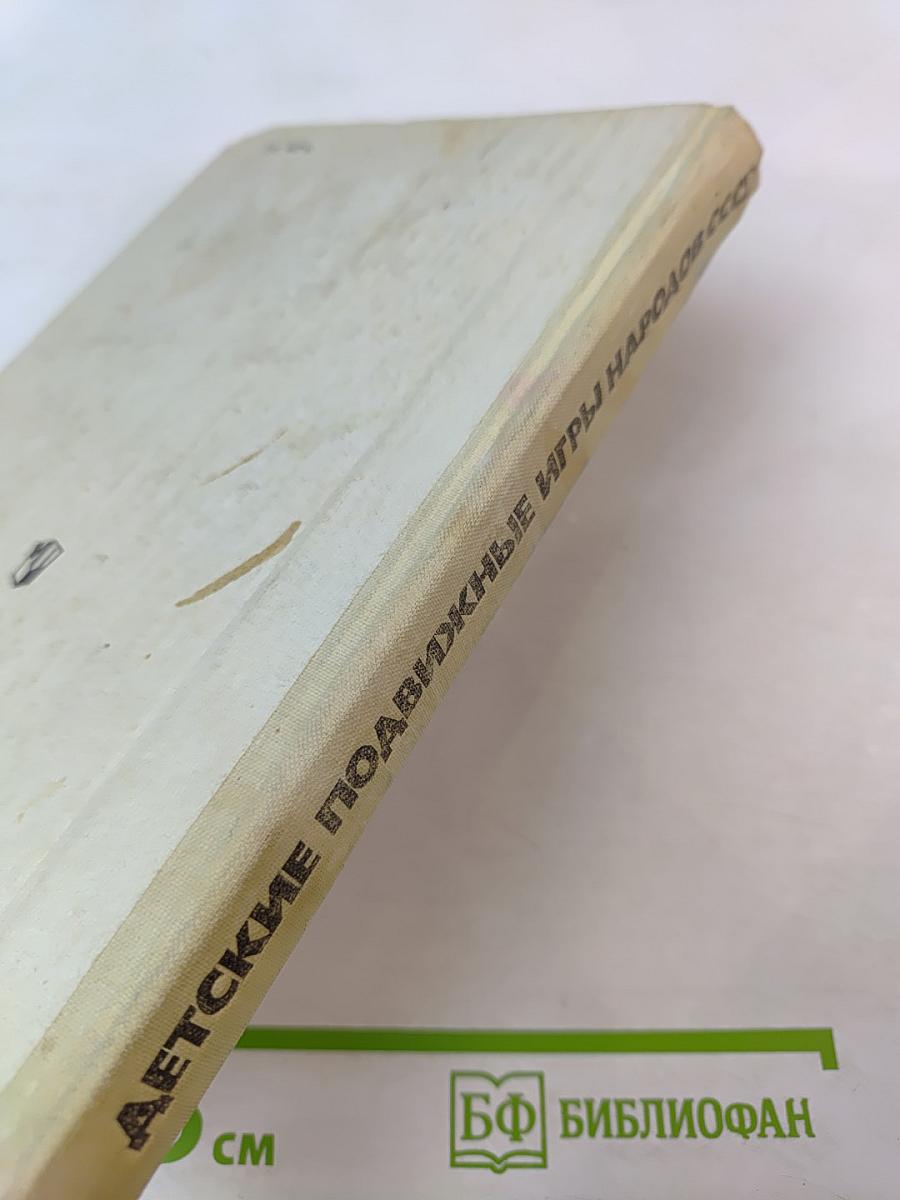 ДЕТСКИЕ ПОДВИЖНЫЕ ИГРЫ НАРОДОВ СССР
см
БФ БИБЛИОФАН